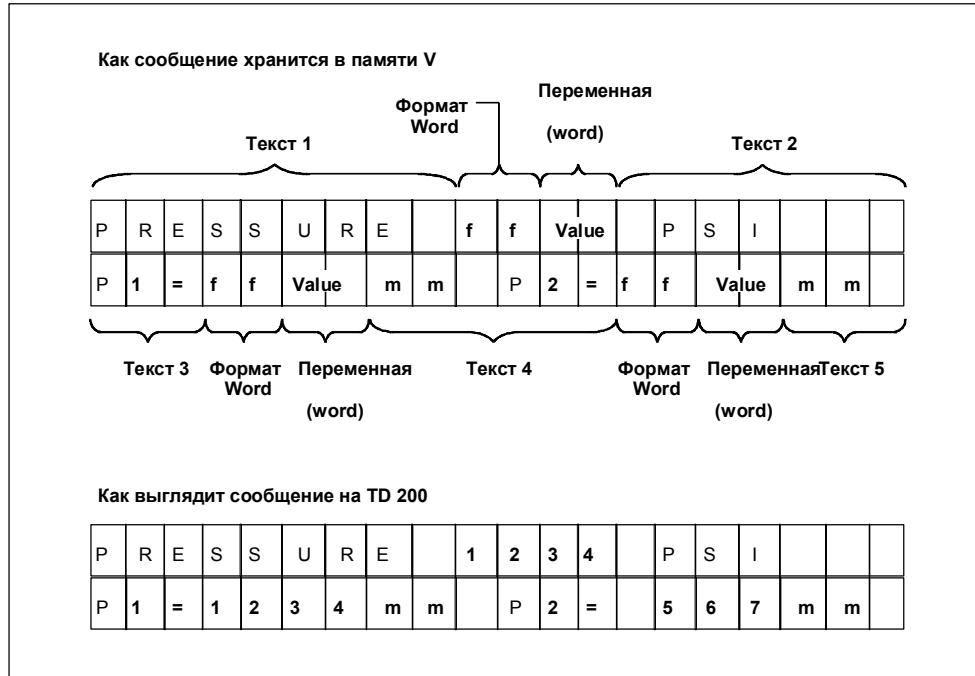 Как сообщение хранится в памяти V
Формат Word
Переменная (word)
Текст 1
Текст 2
P R E S S U R E f f Value P S I
P 1 = f f Value m m P 2 = f f Value m m
Текст 3
Формат Word
Переменная (word)
Текст 4
Формат Word
Переменная (word)
Текст 5
Как выглядит сообщение на TD 200
P R E S S U R E 1 2 3 4 P S I
P 1 = 1 2 3 4 m m P 2 = 5 6 7 m m